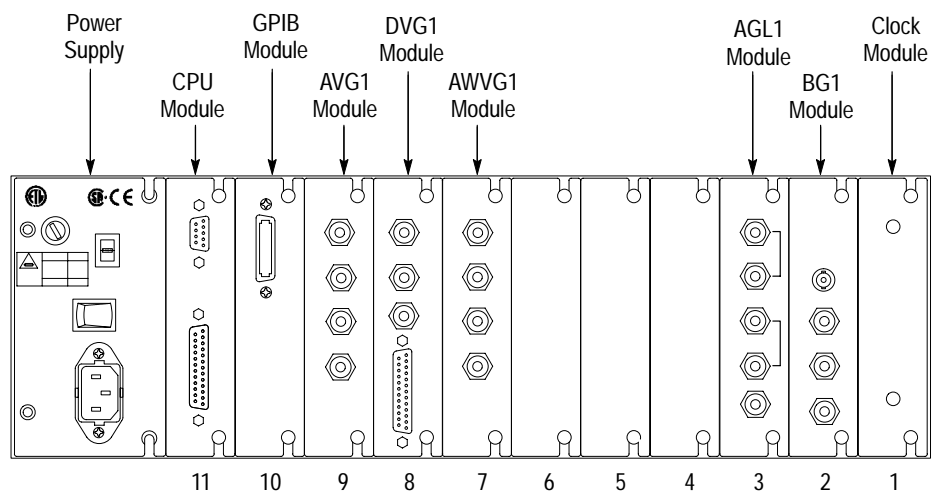 Power
Supply
CPU
Module
GPIB
Module
AVG1
Module
DVG1
Module
AWVG1
Module
AGL1
Module
BG1
Module
Clock
Module
11 10 9 8 7 6 5 4 3 2 1